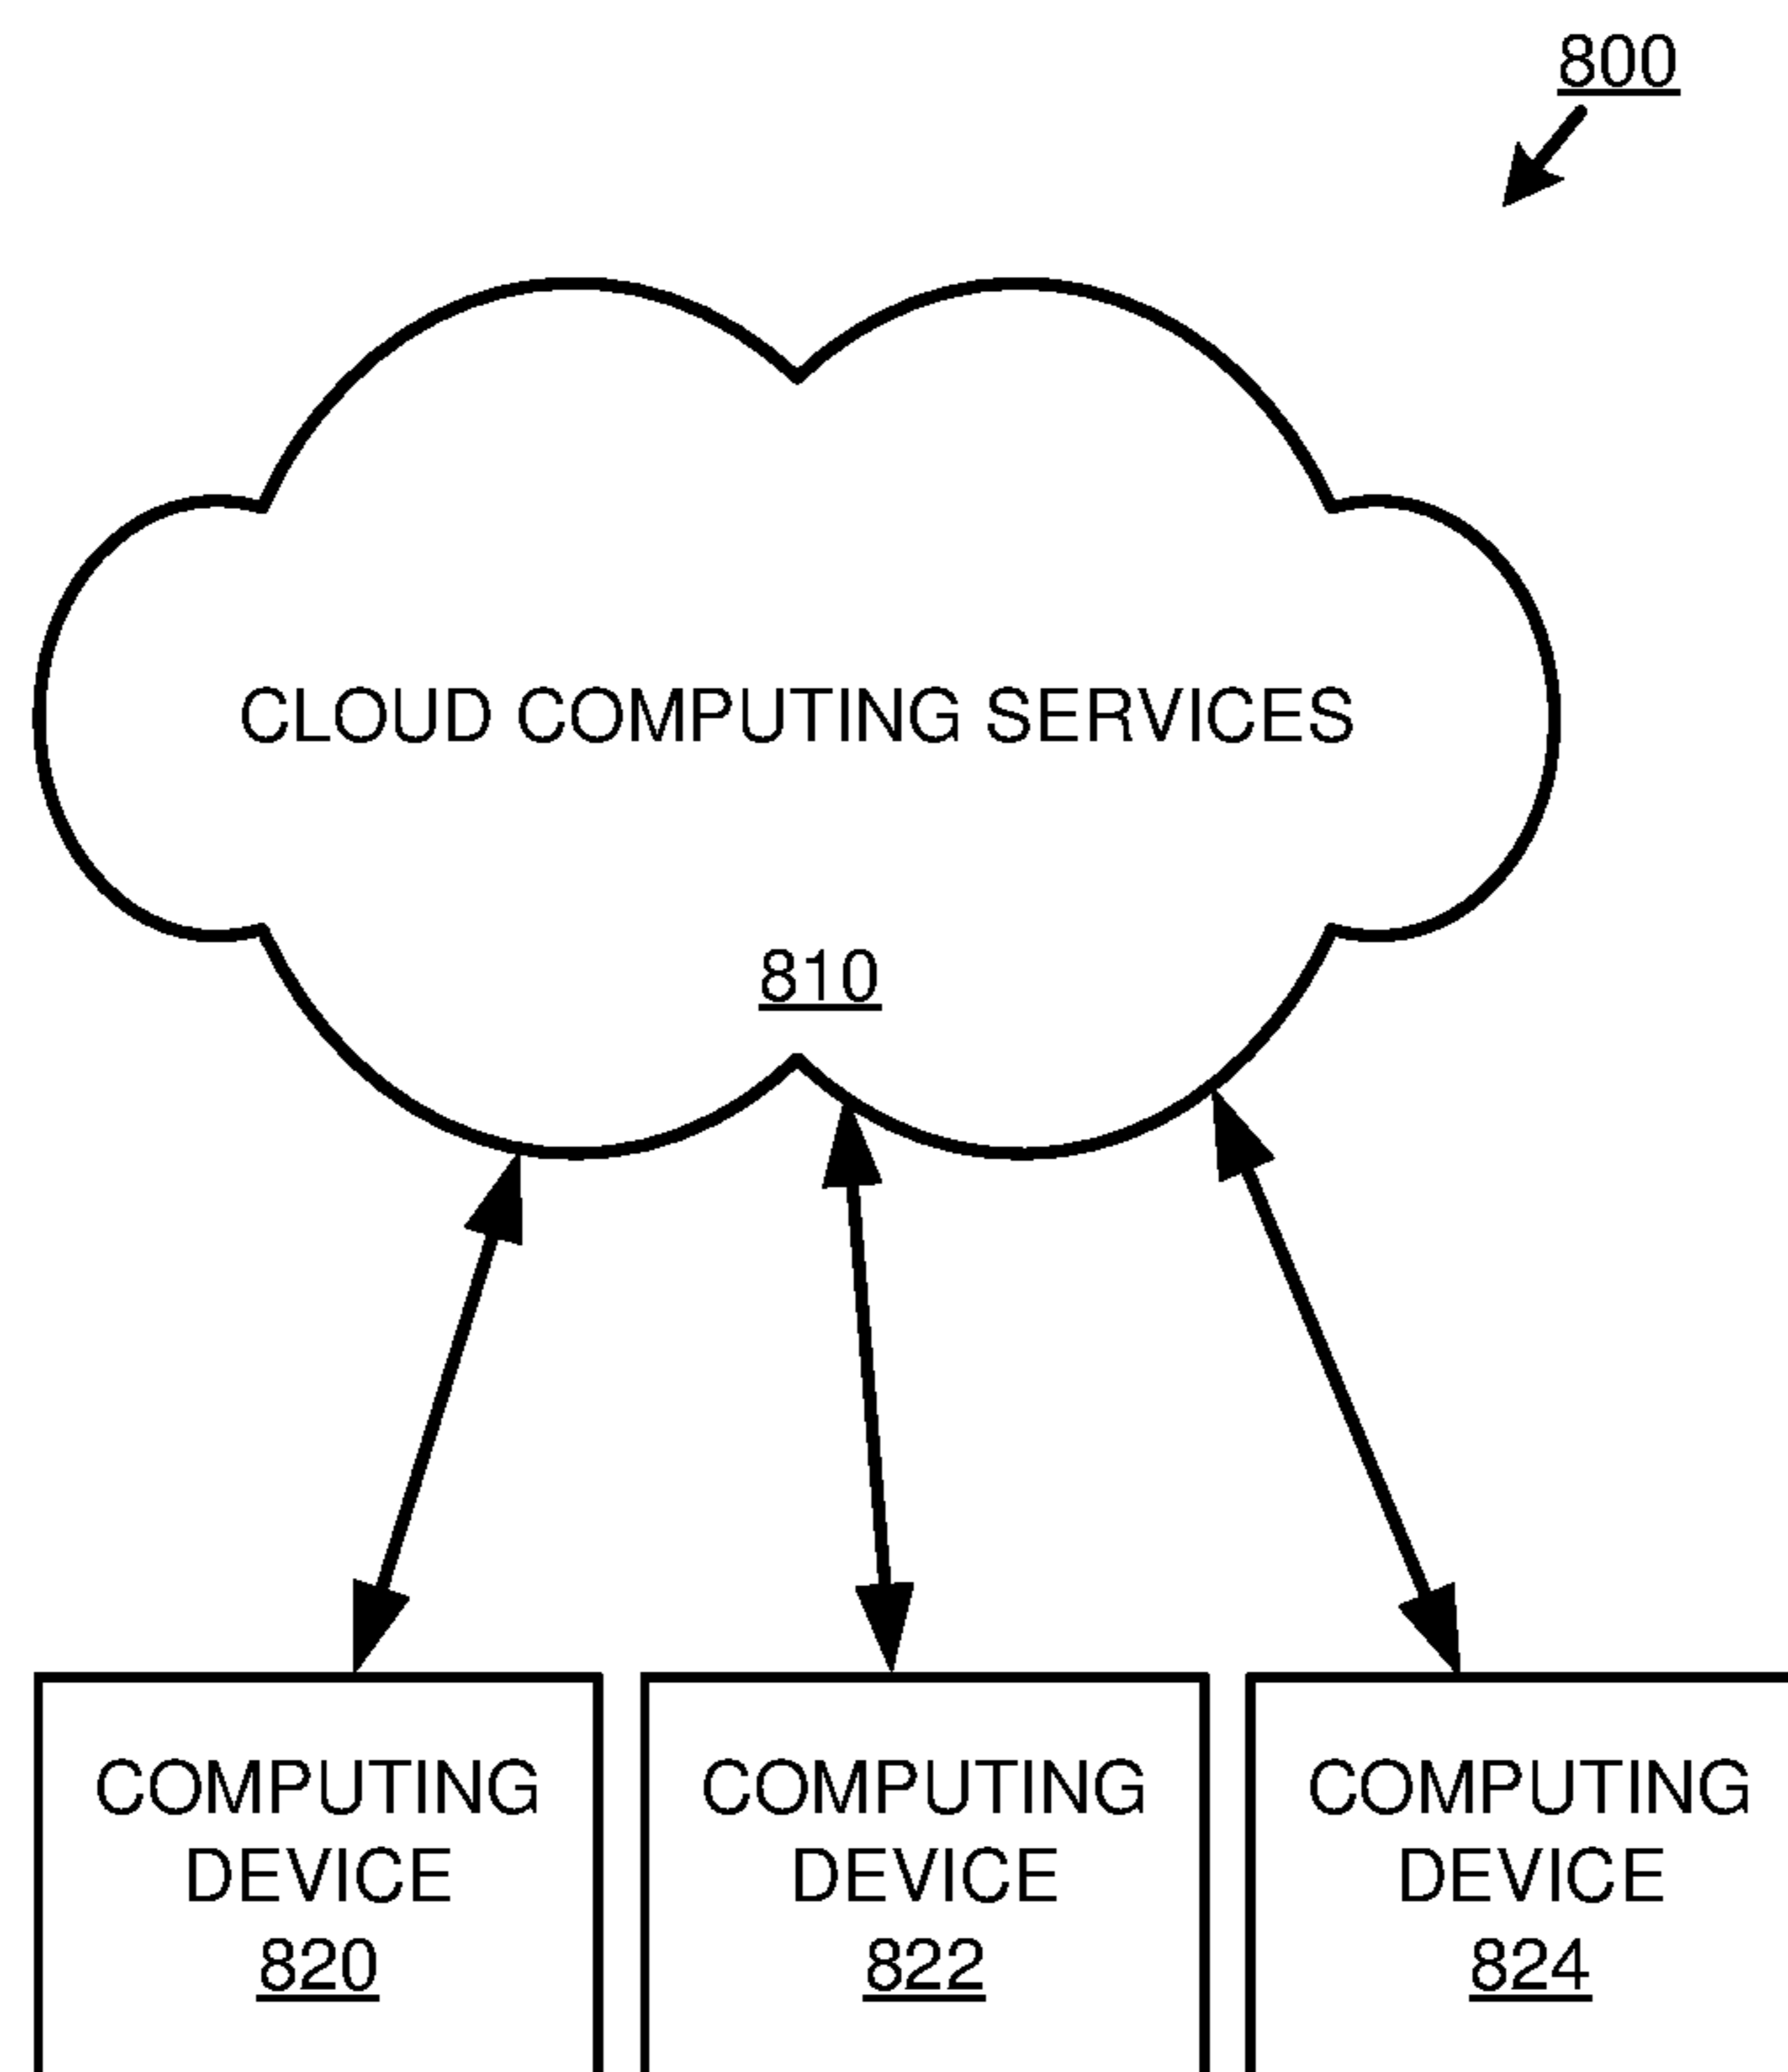 800
CLOUD COMPUTING SERVICES
810
COMPUTING
DEVICE
820
COMPUTING
DEVICE
822
COMPUTING
DEVICE
824